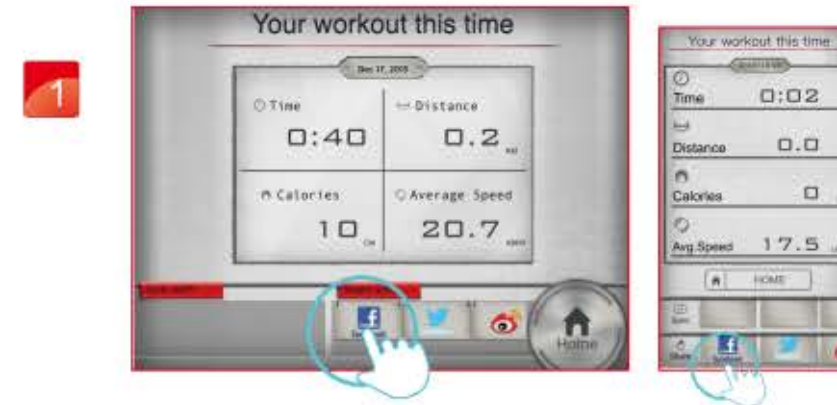 1
Your workout this time
Time
0:40
Distance
0.2
Calories
10
Average Speed
20.7
Home
Your workout this time
Time
0:02
Distance
0.0
Calories
0
Avg.Speed
17.5
HOME
Share